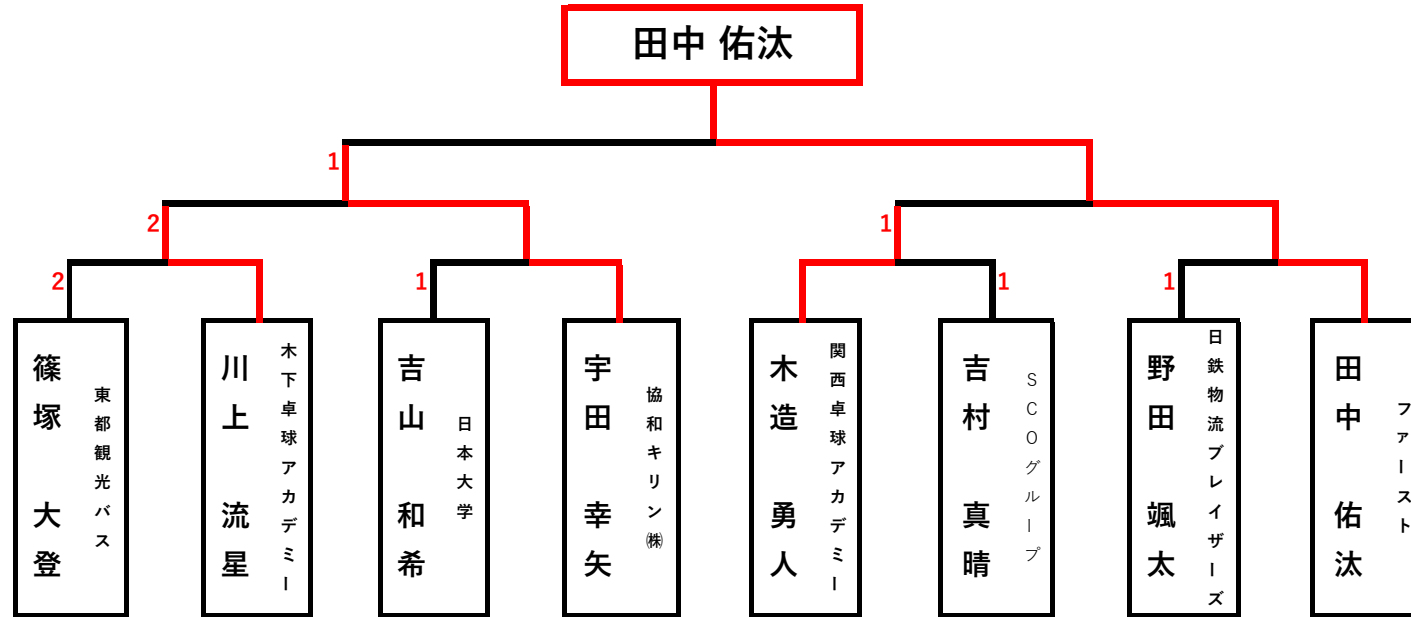 田中 佑汰
1
2
1
2
1
1
1
篠塚 大登
東都観光バス
川上 流星
木下卓球アカデミー
吉山 和希
日本大学
宇田 幸矢
協和キリン㈱
木造 勇人
関西卓球アカデミー
吉村 真晴
ＳＣＯグループ
野田 颯太
日鉄物流ブレイザーズ
田中 佑汰
ファースト